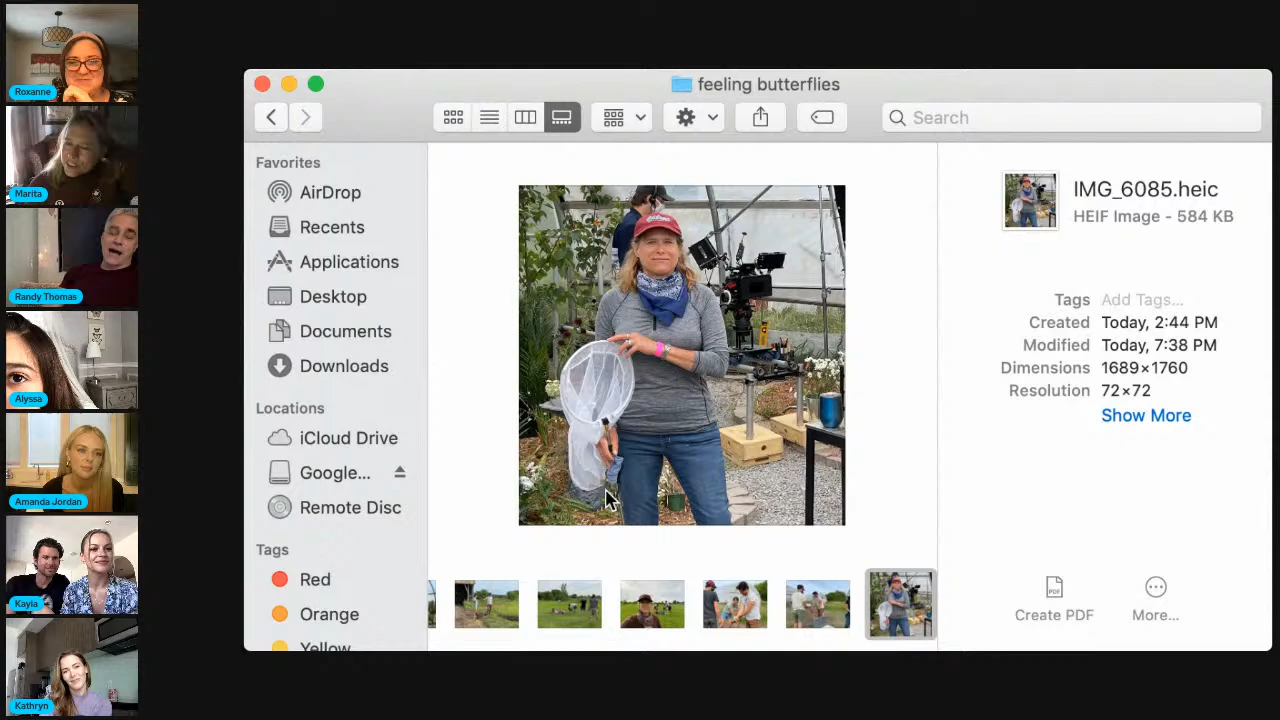 Roxanne
Marita
Randy Thomas
Alyssa
Amanda Jordan
Kayla
Kathryn
feeling butterflies
Search
Favorites
AirDrop
Recents
Applications
Desktop
Documents
Downloads
Locations
iCloud Drive
Google...
Remote Disc
Tags
Red
Orange
Yellow
IMG_6085.heic
HEIF Image - 584 KB
Tags Add Tags...
Created Today, 2:44 PM
Modified Today, 7:38 PM
Dimensions 1689×1760
Resolution 72×72
Show More
PDF
Create PDF
More...